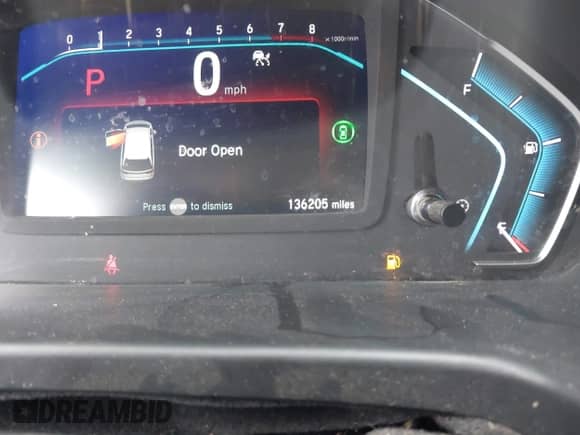 0 1 2 3 4 5 6 7 8 x1000r/min
P 0 mph
F
Door Open
Press ENTER to dismiss
136205 miles
E
DREAMBID